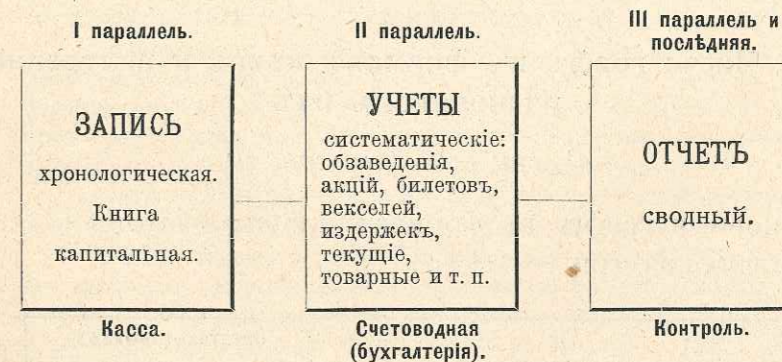 I параллель.
ЗАПИСЬ
хронологическая.
Книга
капитальная.
Касса.
II параллель.
УЧЕТЫ
систематическіе:
обзаведенія,
акцій, билетовъ,
векселей,
издержекъ,
текущіе,
товарные и т. п.
Счетоводная
(бухгалтерія).
III параллель и
послѣдняя.
ОТЧЕТЪ
сводный.
Контроль.